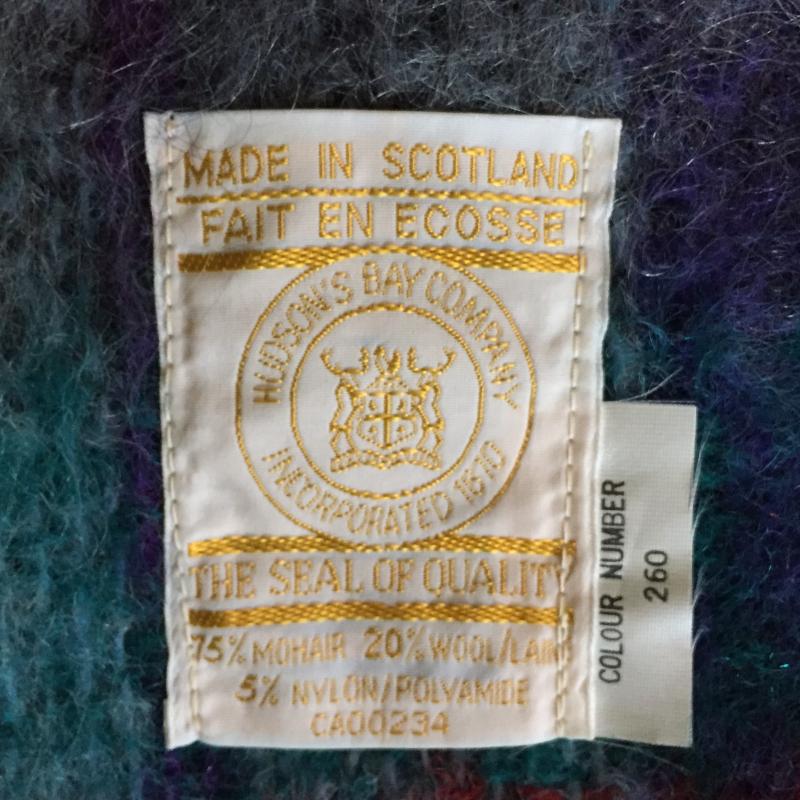 MADE IN SCOTLAND
FAIT EN ECOSSE
HUDSON'S BAY COMPANY
INCORPORATED 1670
THE SEAL OF QUALITY
75% MOHAIR 20% WOOL/LAINE
5% NYLON/POLYAMIDE
CA00234
COLOUR NUMBER
260